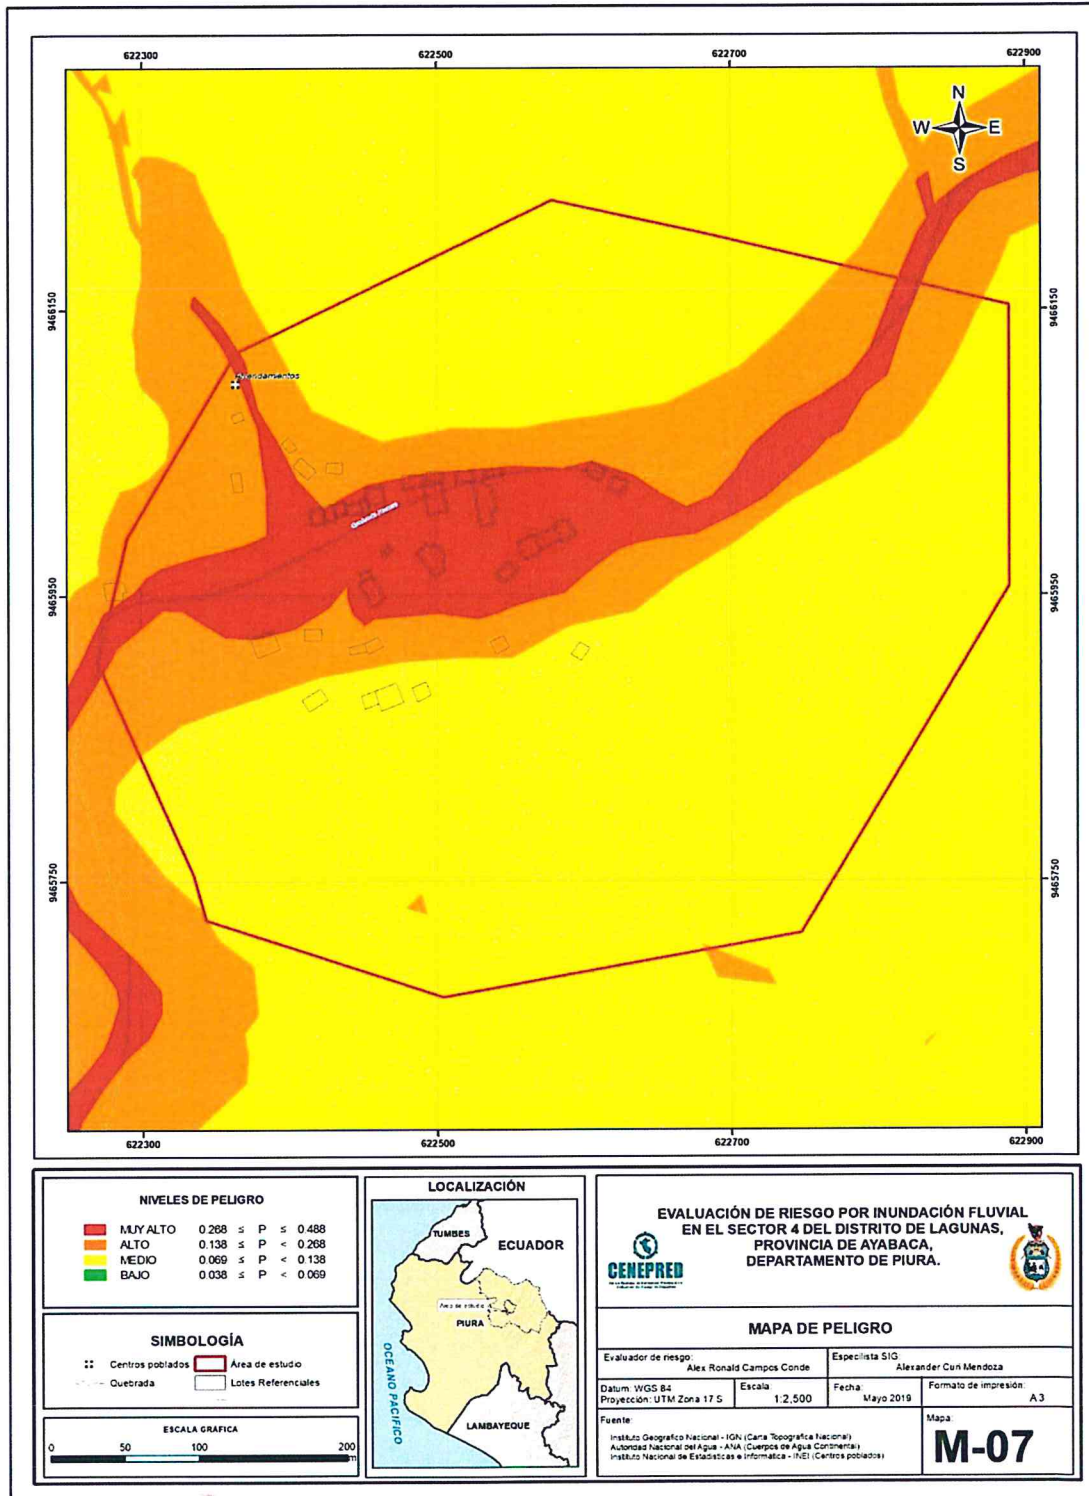 622300 622500 622700 622900
N
W E
S
9466150 9466150
9465950 9465950
9465750 9465750
622300 622500 622700 622900
NIVELES DE PELIGRO
MUY ALTO 0.268 ≤ P ≤ 0.488
ALTO 0.138 ≤ P < 0.268
MEDIO 0.069 ≤ P < 0.138
BAJO 0.038 ≤ P < 0.069
SIMBOLOGÍA
Centros poblados Área de estudio
Quebrada Lotes Referenciales
ESCALA GRAFICA
0 50 100 200
m
LOCALIZACIÓN
TUMBES
ECUADOR
Area de estudio
PIURA
OCEANO PACIFICO
LAMBAYEQUE
EVALUACIÓN DE RIESGO POR INUNDACIÓN FLUVIAL
EN EL SECTOR 4 DEL DISTRITO DE LAGUNAS,
PROVINCIA DE AYABACA,
DEPARTAMENTO DE PIURA.
CENEPRED
MAPA DE PELIGRO
Evaluador de riesgo:
Alex Ronald Campos Conde
Especilista SIG:
Alexander Curi Mendoza
Datum: WGS 84
Proyección: UTM Zona 17 S
Escala:
1:2,500
Fecha:
Mayo 2019
Formato de impresión:
A3
Fuente:
Instituto Geografico Nacional - IGN (Carta Topografica Nacional)
Autoridad Nacional del Agua - ANA (Cuerpos de Agua Continental)
Instituto Nacional de Estadisticas e Informatica - INEI (Centros poblados)
Mapa:
M-07